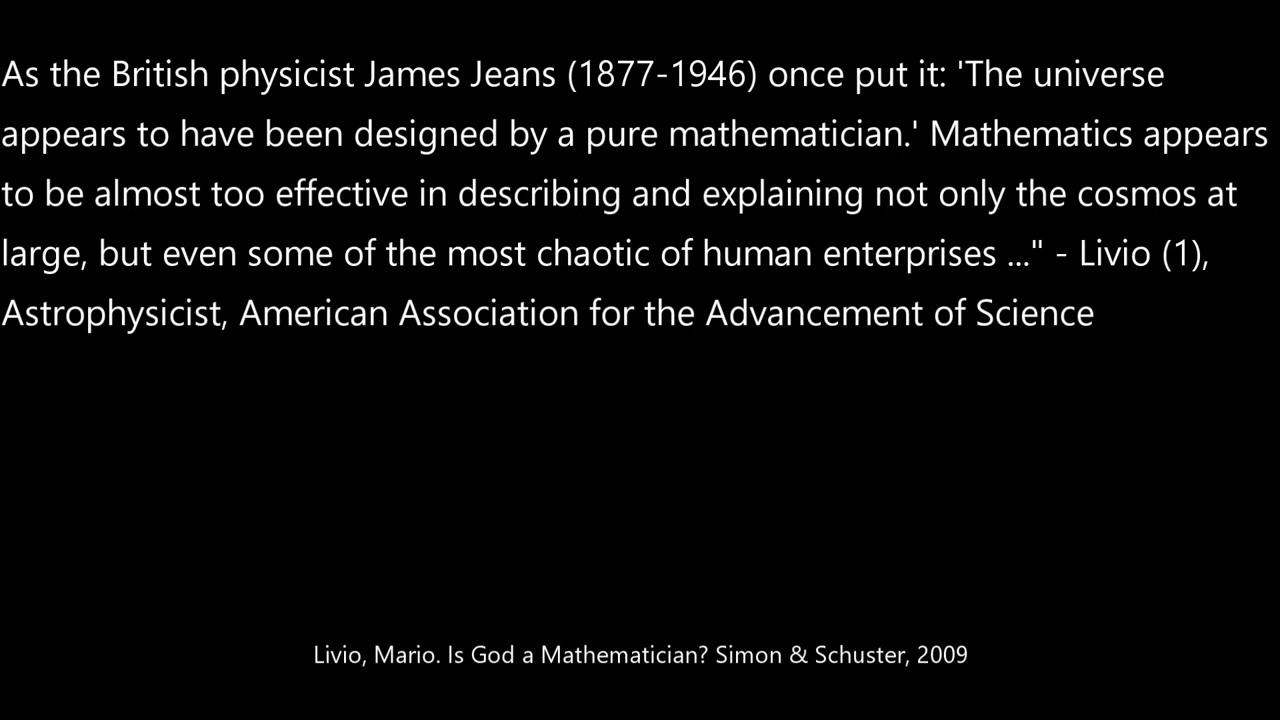 As the British physicist James Jeans (1877-1946) once put it: 'The universe
appears to have been designed by a pure mathematician.' Mathematics appears
to be almost too effective in describing and explaining not only the cosmos at
large, but even some of the most chaotic of human enterprises ..." - Livio (1),
Astrophysicist, American Association for the Advancement of Science
Livio, Mario. Is God a Mathematician? Simon & Schuster, 2009